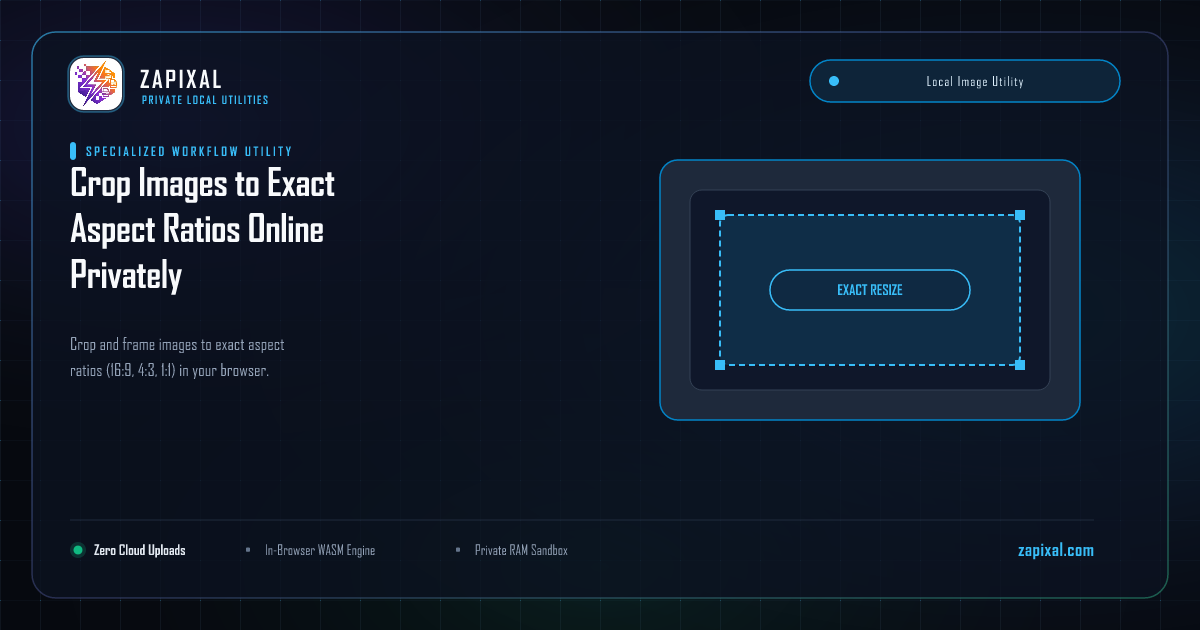 ZAPIXAL
PRIVATE LOCAL UTILITIES
Local Image Utility
SPECIALIZED WORKFLOW UTILITY
Crop Images to Exact
Aspect Ratios Online
Privately
Crop and frame images to exact aspect
ratios (16:9, 4:3, 1:1) in your browser.
EXACT RESIZE
Zero Cloud Uploads
In-Browser WASM Engine
Private RAM Sandbox
zapixal.com